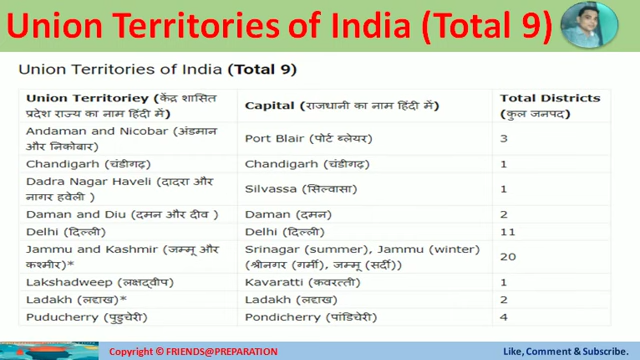 Union Territories of India (Total 9)
Union Territories of India (Total 9)
Union Territoriey (केंद्र शासित प्रदेश राज्य का नाम हिंदी में) Capital (राजधानी का नाम हिंदी में) Total Districts (कुल जनपद)
Andaman and Nicobar (अंडमान और निकोबार) Port Blair (पोर्ट ब्लेयर) 3
Chandigarh (चंडीगढ़) Chandigarh (चंडीगढ़) 1
Dadra Nagar Haveli (दादरा और नागर हवेली ) Silvassa (सिल्वासा) 1
Daman and Diu (दमन और दीव ) Daman (दमन) 2
Delhi (दिल्ली) Delhi (दिल्ली) 11
Jammu and Kashmir (जम्मू और कश्मीर)* Srinagar (summer), Jammu (winter) (श्रीनगर (गर्मी), जम्मू (सर्दी)) 20
Lakshadweep (लक्षद्वीप) Kavaratti (कवरत्ती) 1
Ladakh (लद्दाख)* Ladakh (लद्दाख) 2
Puducherry (पुडुचेरी) Pondicherry (पांडिचेरी) 4
Copyright © FRIENDS@PREPARATION
Like, Comment & Subscribe.